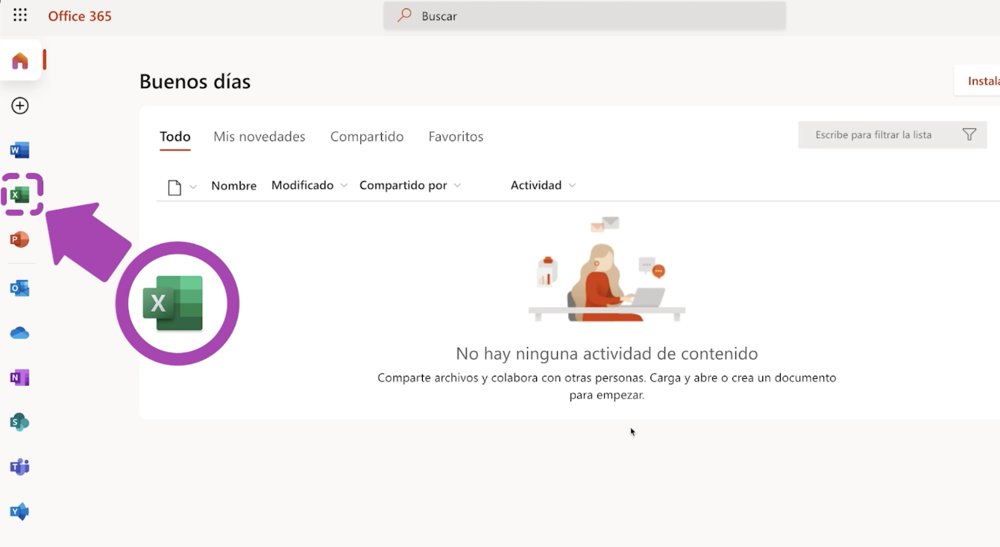 Office 365
Buscar
Buenos días
Instala
Todo Mis novedades Compartido Favoritos
Escribe para filtrar la lista
Nombre Modificado Compartido por Actividad
W
X
P
X
O
N
No hay ninguna actividad de contenido
Comparte archivos y colabora con otras personas. Carga y abre o crea un documento
para empezar.
S
T
Y